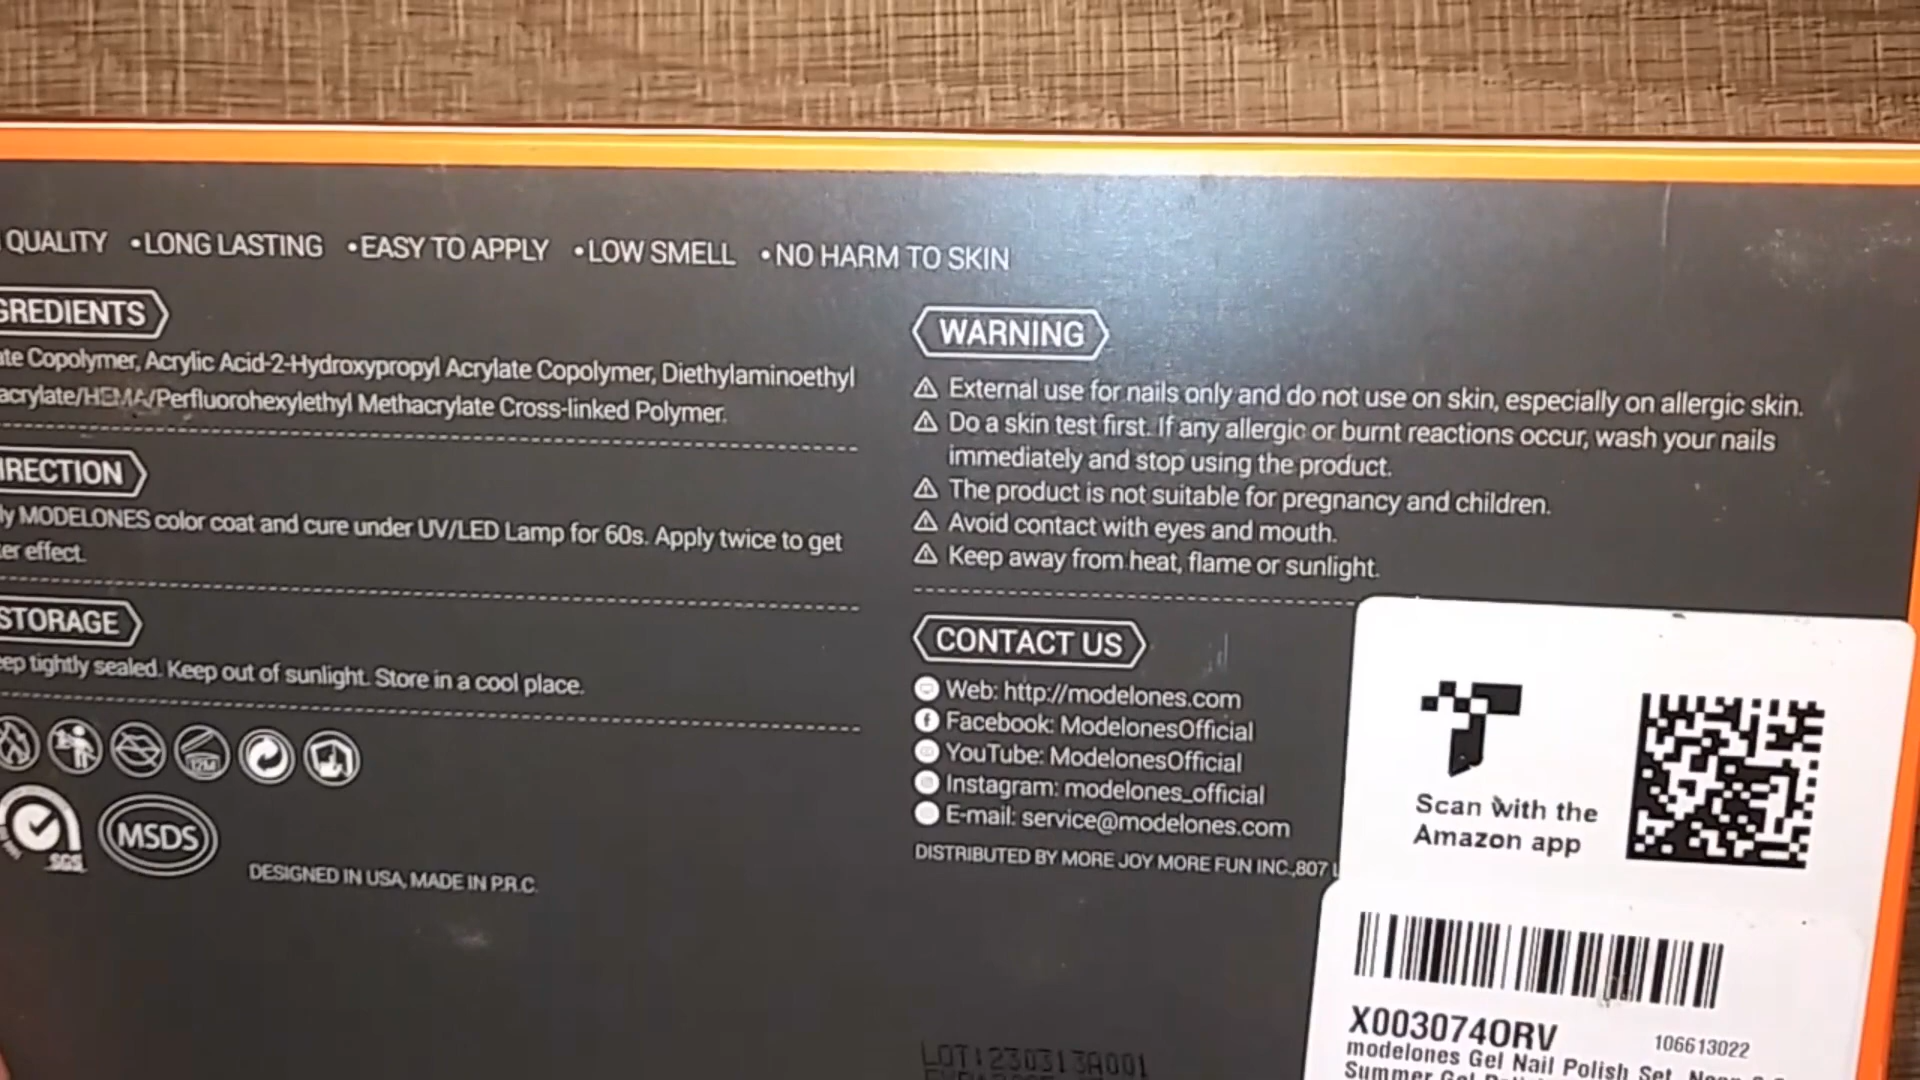 QUALITY •LONG LASTING •EASY TO APPLY •LOW SMELL •NO HARM TO SKIN
GREDIENTS
ate Copolymer, Acrylic Acid-2-Hydroxypropyl Acrylate Copolymer, Diethylaminoethyl
acrylate/HEMA/Perfluorohexylethyl Methacrylate Cross-linked Polymer.
IRECTION
ly MODELONES color coat and cure under UV/LED Lamp for 60s. Apply twice to get
er effect.
STORAGE
eep tightly sealed. Keep out of sunlight. Store in a cool place.
12M
SGS
MSDS
DESIGNED IN USA, MADE IN P.R.C.
WARNING
External use for nails only and do not use on skin, especially on allergic skin.
Do a skin test first. If any allergic or burnt reactions occur, wash your nails
immediately and stop using the product.
The product is not suitable for pregnancy and children.
Avoid contact with eyes and mouth.
Keep away from heat, flame or sunlight.
CONTACT US
Web: http://modelones.com
Facebook: ModelonesOfficial
YouTube: ModelonesOfficial
Instagram: modelones_official
E-mail: service@modelones.com
DISTRIBUTED BY MORE JOY MORE FUN INC.,807
LOT:230313A001
Scan with the
Amazon app
X003074ORV
106613022
modelones Gel Nail Polish Set, Neon
Summer Gel